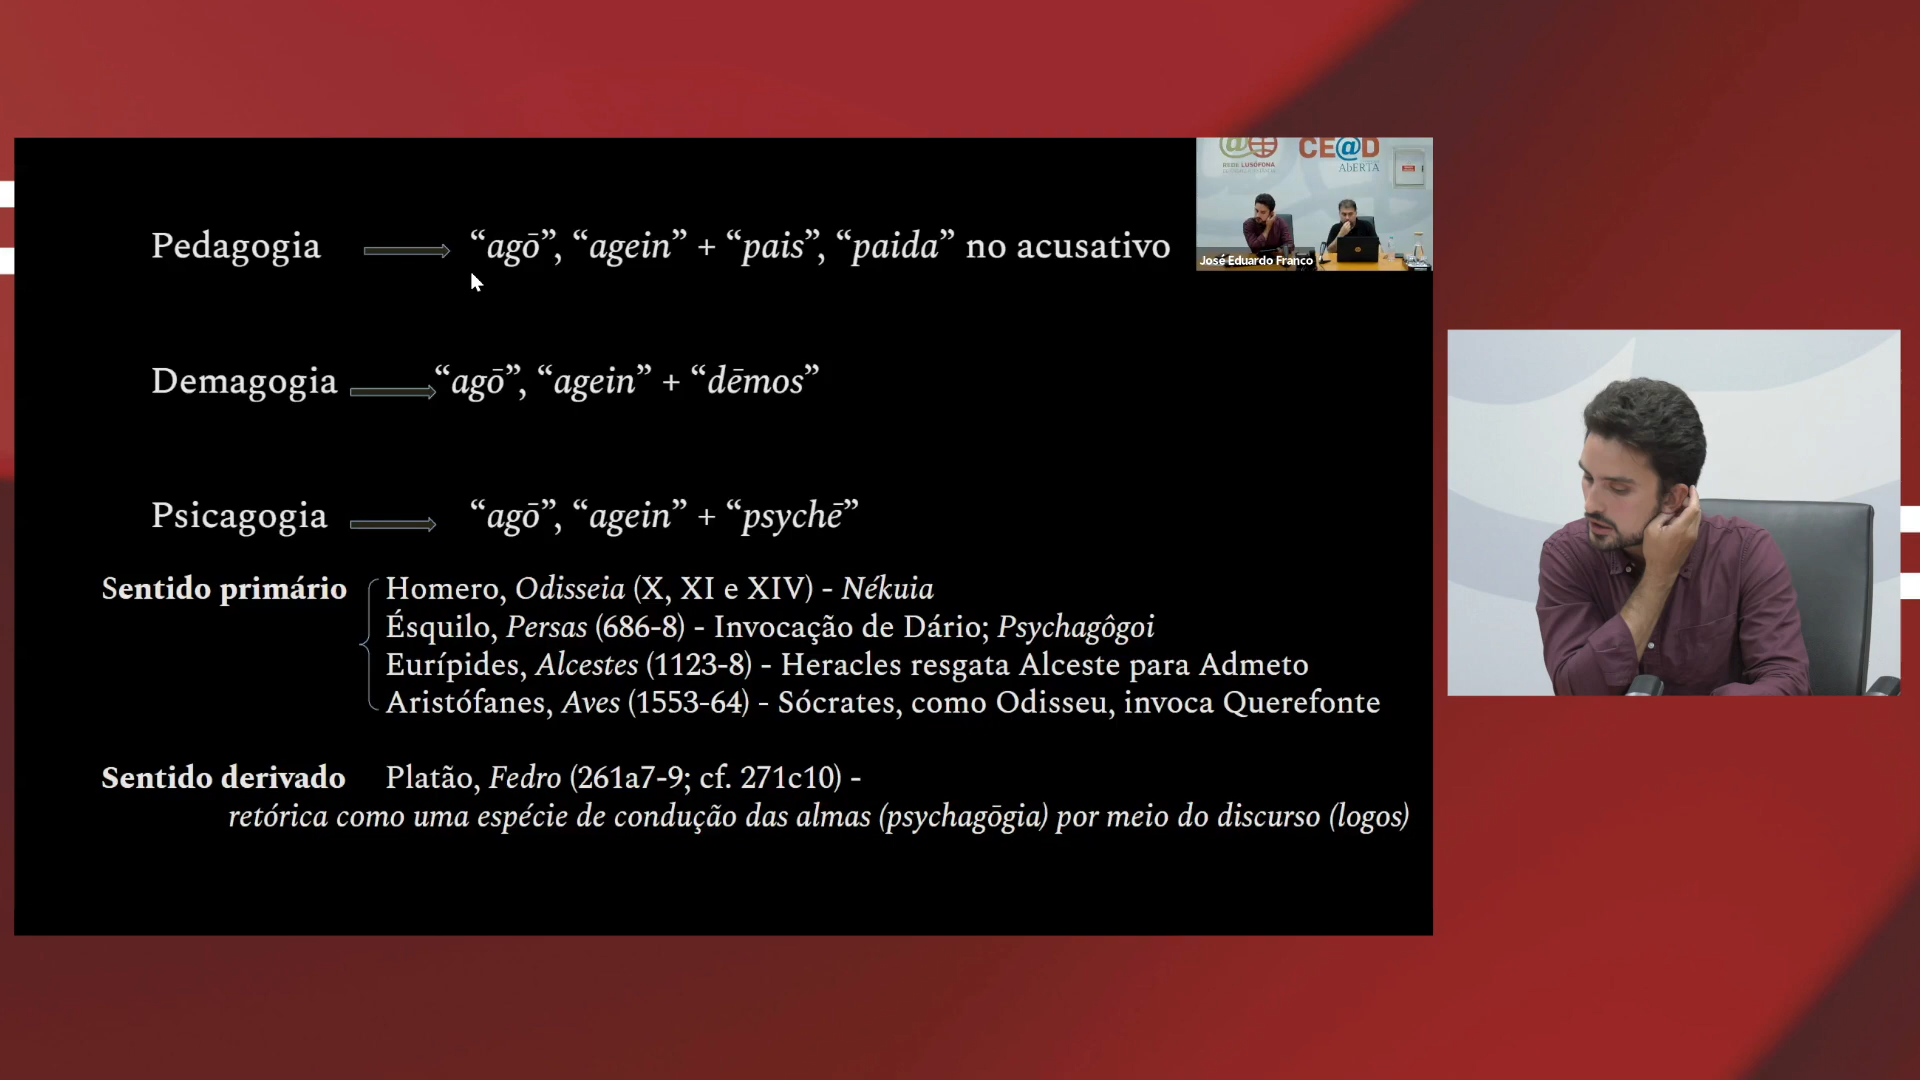 Pedagogia “agō”, “agein” + “pais”, “paida” no acusativo
Demagogia “agō”, “agein” + “dēmos”
Psicagogia “agō”, “agein” + “psychē”
Sentido primário Homero, Odisseia (X, XI e XIV) - Nékuia
Ésquilo, Persas (686-8) - Invocação de Dário; Psychagôgoi
Eurípides, Alcestes (1123-8) - Heracles resgata Alceste para Admeto
Aristófanes, Aves (1553-64) - Sócrates, como Odisseu, invoca Querefonte
Sentido derivado Platão, Fedro (261a7-9; cf. 271c10) -
retórica como uma espécie de condução das almas (psychagōgia) por meio do discurso (logos)
REDE LUSÓFONA
CE@D
AbERTA
José Eduardo Franco